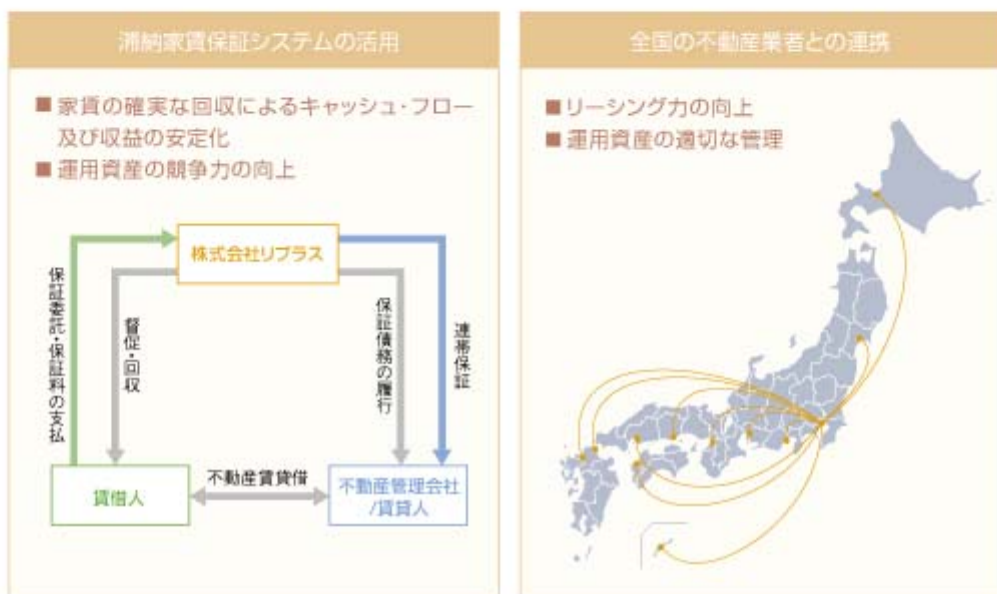 滞納家賃保証システムの活用
■ 家賃の確実な回収によるキャッシュ・フロー
及び収益の安定化
■ 運用資産の競争力の向上
株式会社リプラス
保証委託・保証料の支払
督促・回収
保証債務の履行
連帯保証
賃借人
不動産賃貸借
不動産管理会社
/賃貸人
全国の不動産業者との連携
■ リーシング力の向上
■ 運用資産の適切な管理